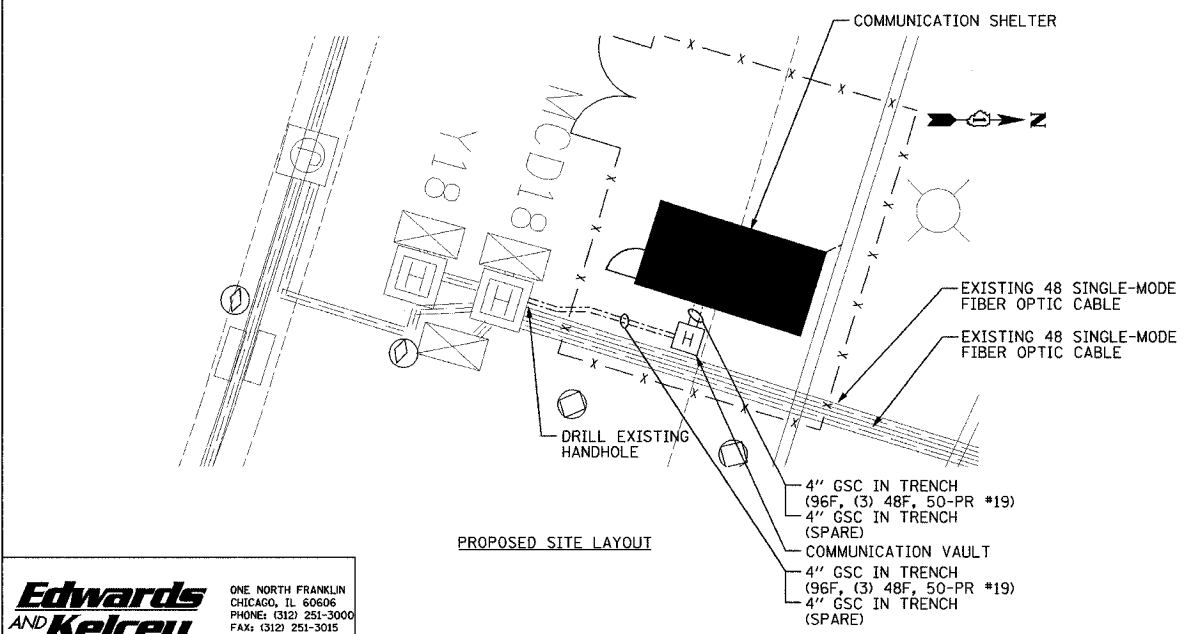 COMMUNICATION SHELTER
N
Y18
MCD18
H
H
H
EXISTING 48 SINGLE-MODE
FIBER OPTIC CABLE
EXISTING 48 SINGLE-MODE
FIBER OPTIC CABLE
DRILL EXISTING
HANDHOLE
4" GSC IN TRENCH
(96F, (3) 48F, 50-PR #19)
4" GSC IN TRENCH
(SPARE)
COMMUNICATION VAULT
4" GSC IN TRENCH
(96F, (3) 48F, 50-PR #19)
4" GSC IN TRENCH
(SPARE)
PROPOSED SITE LAYOUT
Edwards
AND Kelcey
ONE NORTH FRANKLIN
CHICAGO, IL 60606
PHONE: (312) 251-3000
FAX: (312) 251-3015